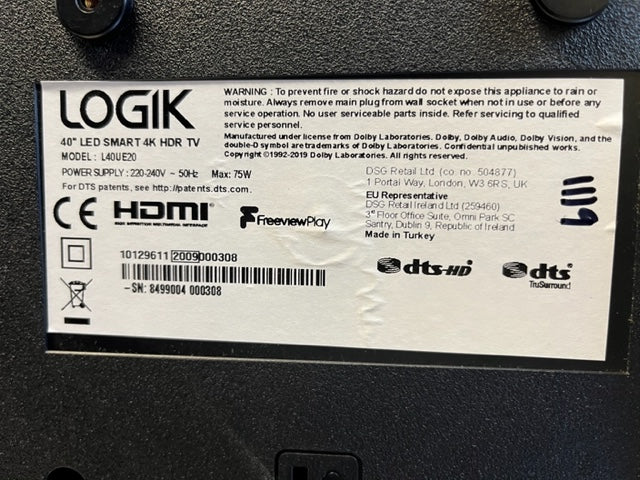 LOGIK
40" LED SMART 4K HDR TV
MODEL : L40UE20
POWER SUPPLY : 220-240V ~ 50Hz Max: 75W
For DTS patents, see http://patents.dts.com.
CE HDMI
HIGH DEFINITION MULTIMEDIA INTERFACE
FreeviewPlay
10129611 2009000308
-SN: 8499004 000308
WARNING : To prevent fire or shock hazard do not expose this appliance to rain or
moisture. Always remove main plug from wall socket when not in use or before any
service operation. No user serviceable parts inside. Refer servicing to qualified
service personnel.
Manufactured under license from Dolby Laboratories. Dolby, Dolby Audio, Dolby Vision, and the
double-D symbol are trademarks of Dolby Laboratories. Confidential unpublished works.
Copyright ©1992-2019 Dolby Laboratories. All rights reserved.
DSG Retail Ltd (co. no. 504877)
1 Portal Way, London, W3 6RS, UK
EU Representative
DSG Retail Ireland Ltd (259460)
3rd Floor Office Suite, Omni Park SC
Santry, Dublin 9, Republic of Ireland
Made in Turkey
dts-HD
dts
TruSurround